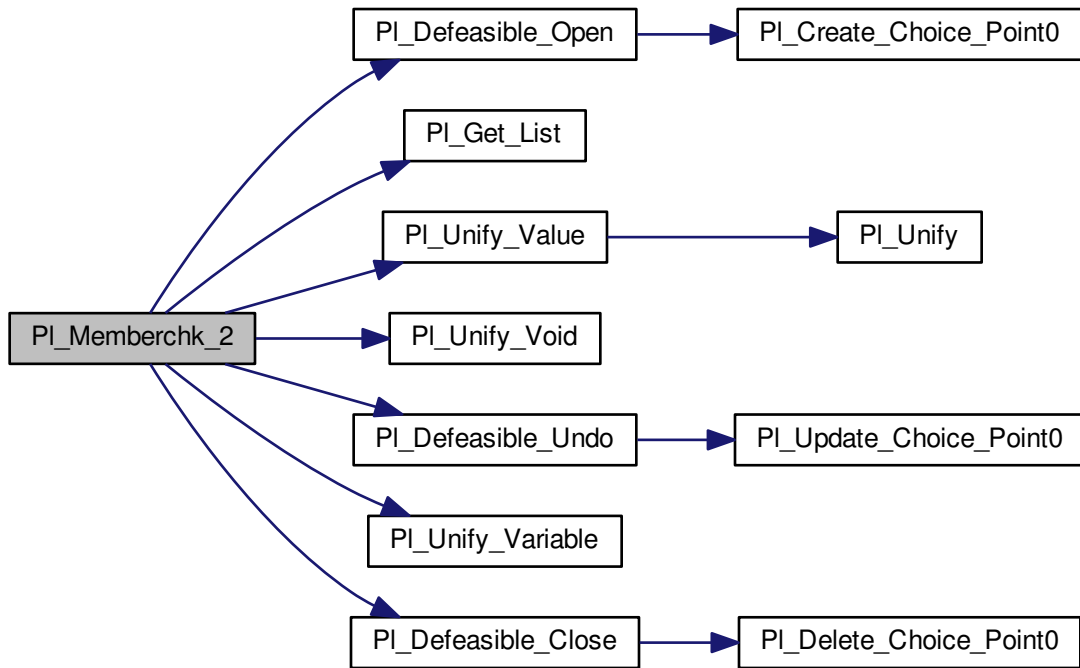 Pl_Defeasible_Open
Pl_Create_Choice_Point0
Pl_Get_List
Pl_Unify_Value
Pl_Unify
Pl_Memberchk_2
Pl_Unify_Void
Pl_Defeasible_Undo
Pl_Update_Choice_Point0
Pl_Unify_Variable
Pl_Defeasible_Close
Pl_Delete_Choice_Point0